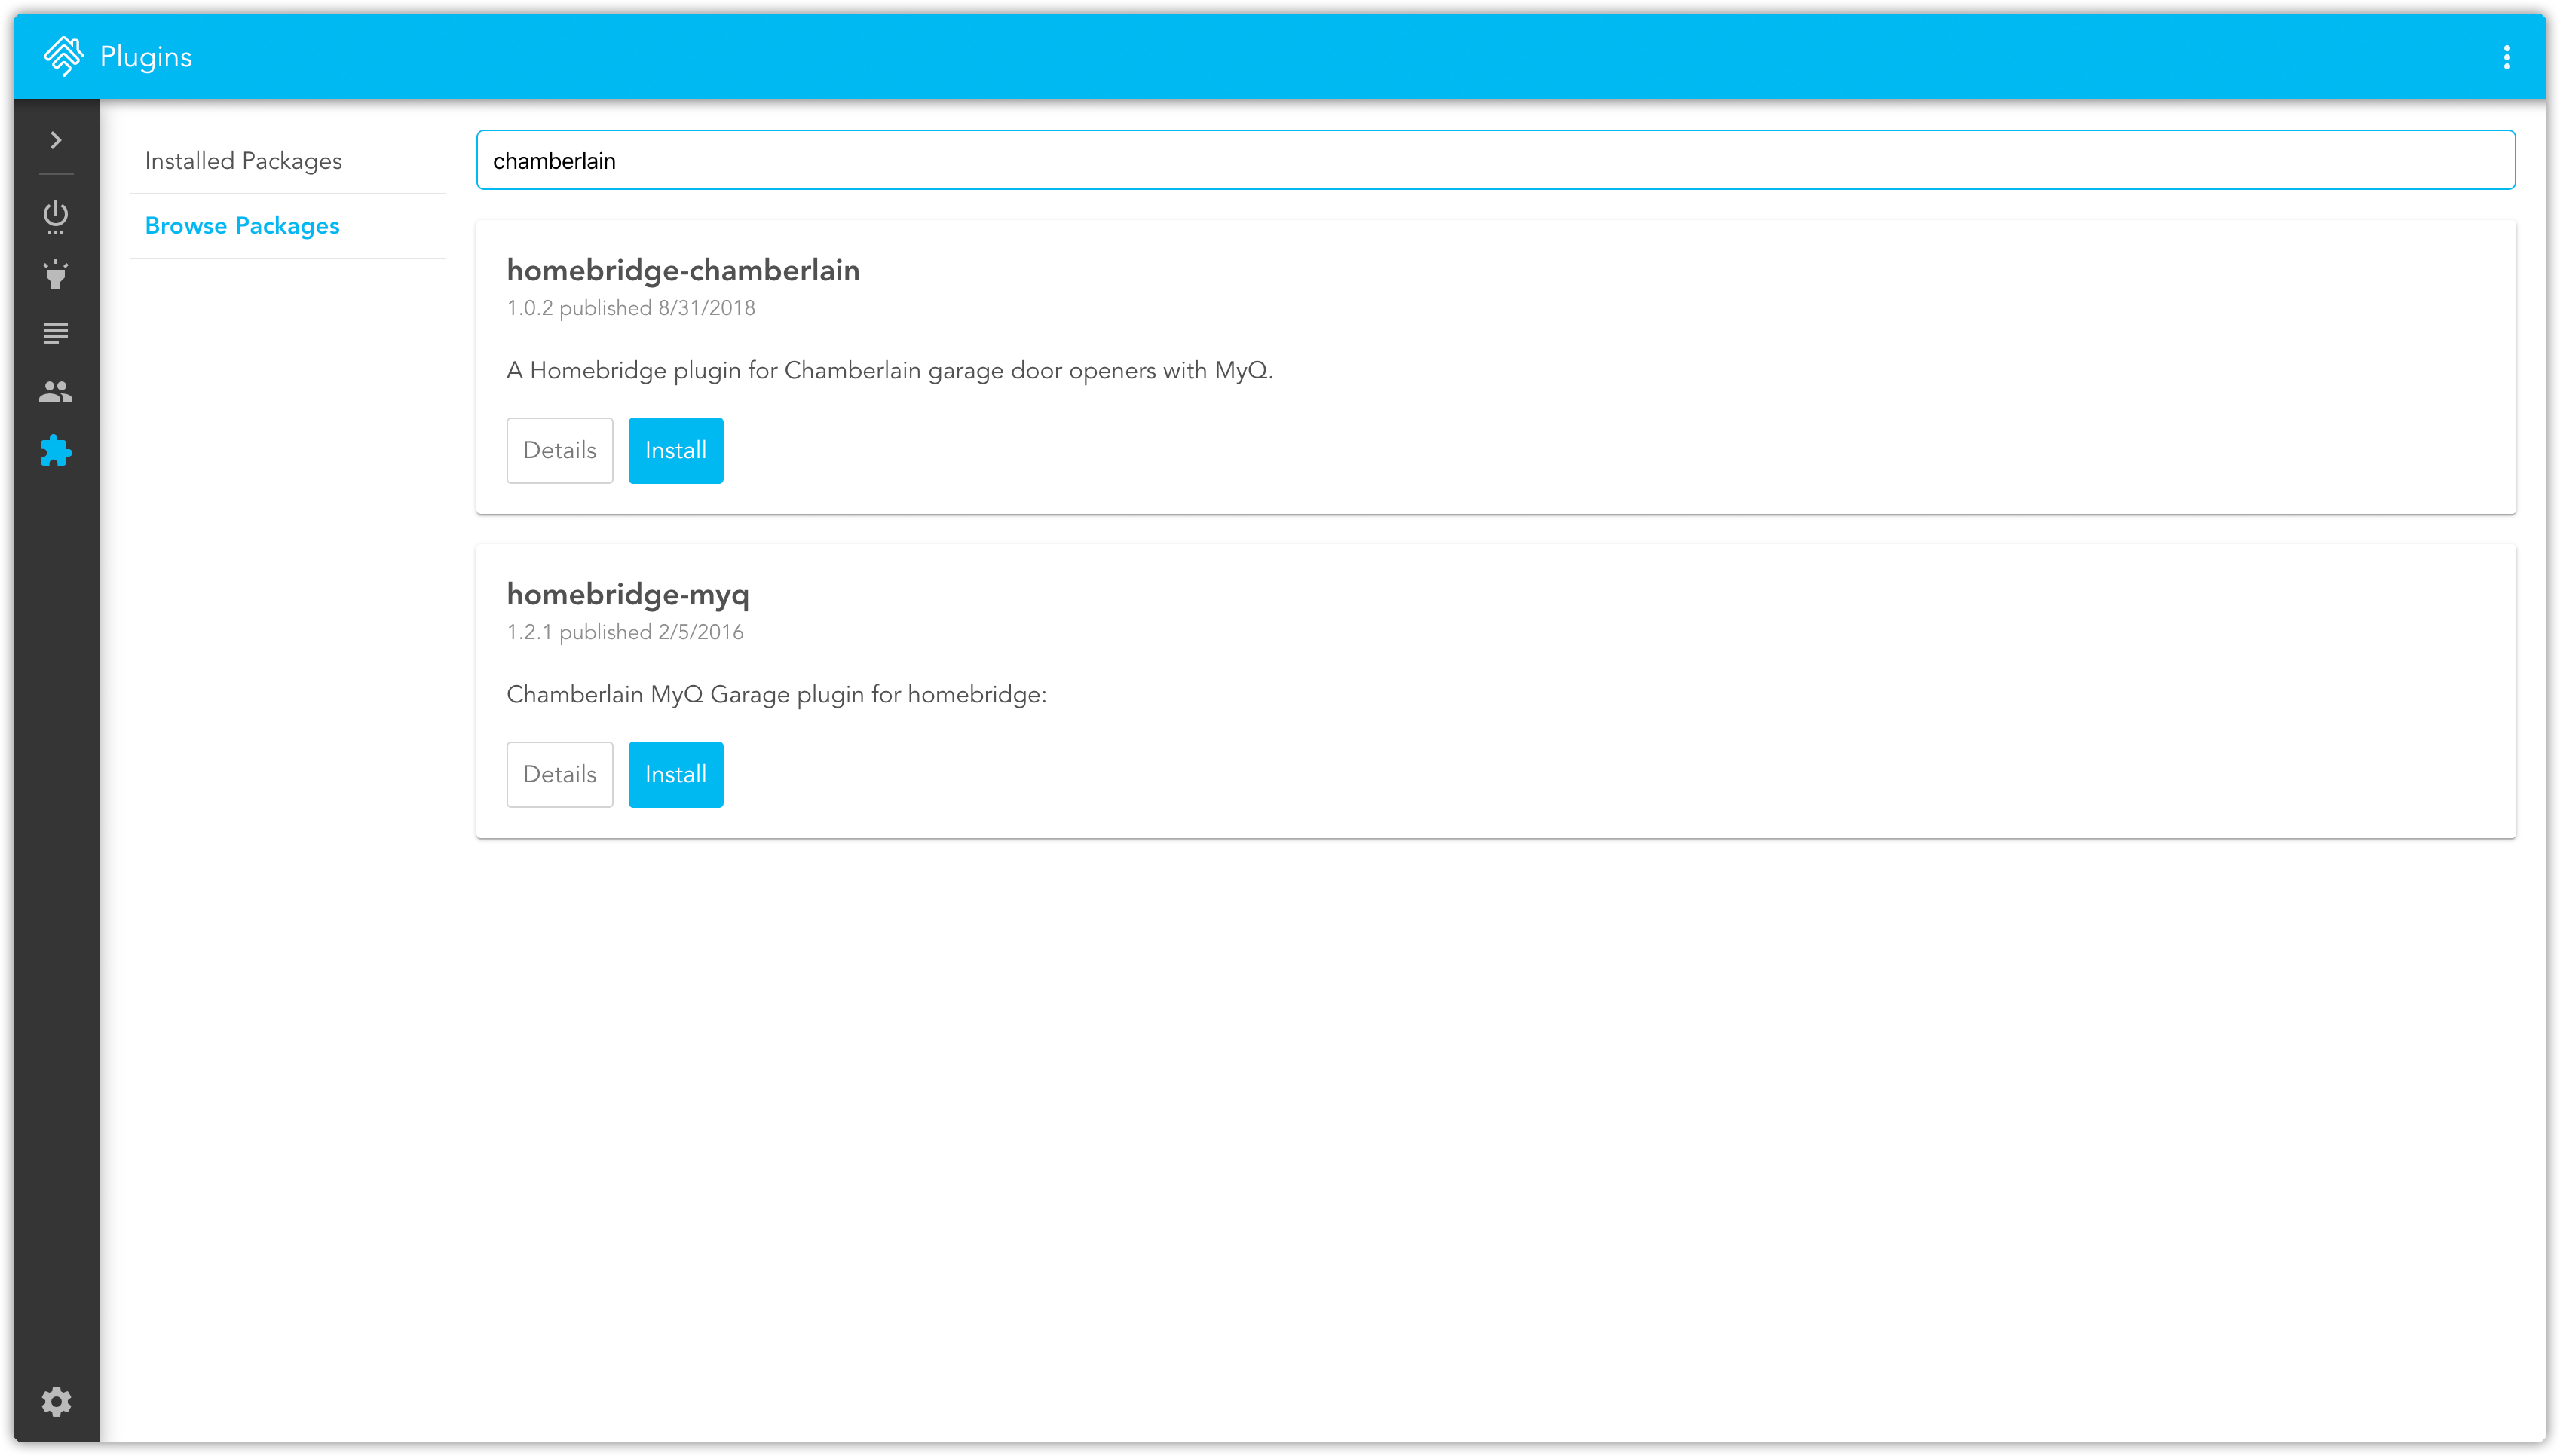 Plugins
Installed Packages
Browse Packages
chamberlain
homebridge-chamberlain
1.0.2 published 8/31/2018
A Homebridge plugin for Chamberlain garage door openers with MyQ.
Details Install
homebridge-myq
1.2.1 published 2/5/2016
Chamberlain MyQ Garage plugin for homebridge:
Details Install